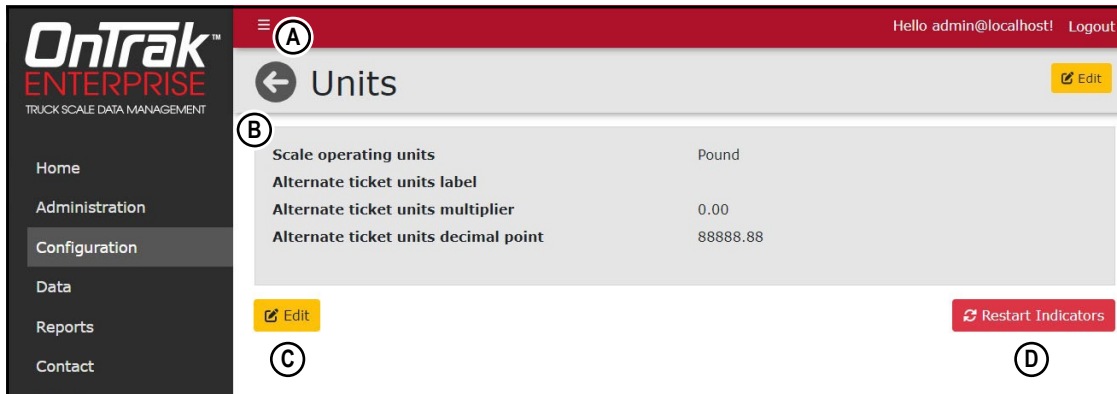 OnTrak™
ENTERPRISE
TRUCK SCALE DATA MANAGEMENT
Home
Administration
Configuration
Data
Reports
Contact
A
Hello admin@localhost! Logout
Units
Edit
B
Scale operating units Pound
Alternate ticket units label
Alternate ticket units multiplier 0.00
Alternate ticket units decimal point 88888.88
Edit
Restart Indicators
C
D